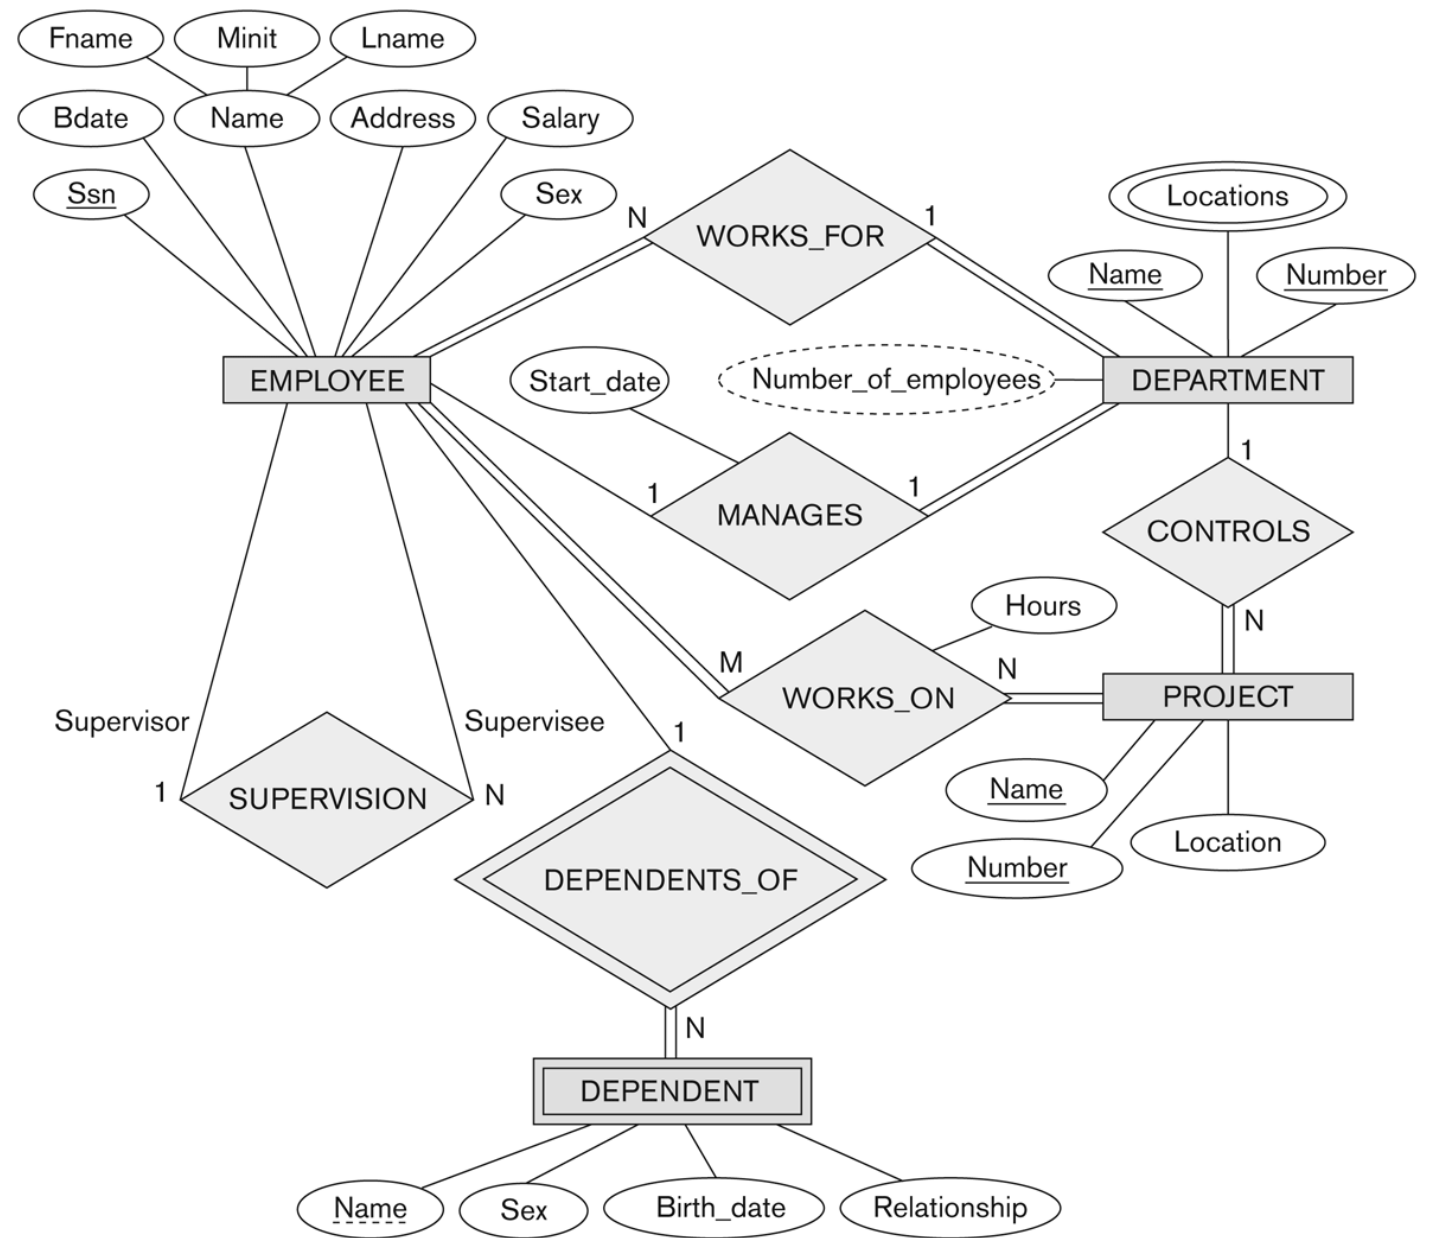 Fname
Minit
Lname
Bdate
Name
Address
Salary
Ssn
Sex
N
WORKS_FOR
1
Locations
Name
Number
EMPLOYEE
Start_date
Number_of_employees
DEPARTMENT
1
MANAGES
1
1
CONTROLS
N
Hours
M
WORKS_ON
N
PROJECT
Supervisor
Supervisee
1
SUPERVISION
N
1
Name
Number
Location
DEPENDENTS_OF
N
DEPENDENT
Name
Sex
Birth_date
Relationship